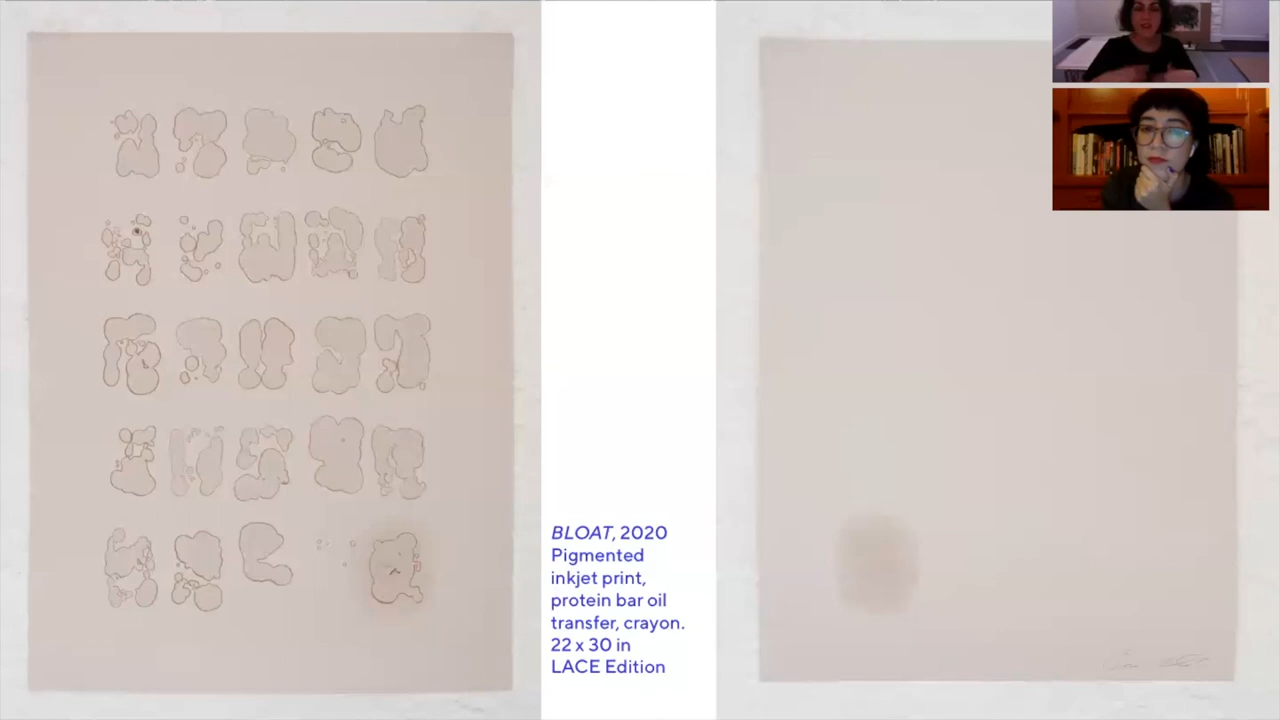 BLOAT, 2020
Pigmented
inkjet print,
protein bar oil
transfer, crayon.
22 x 30 in
LACE Edition